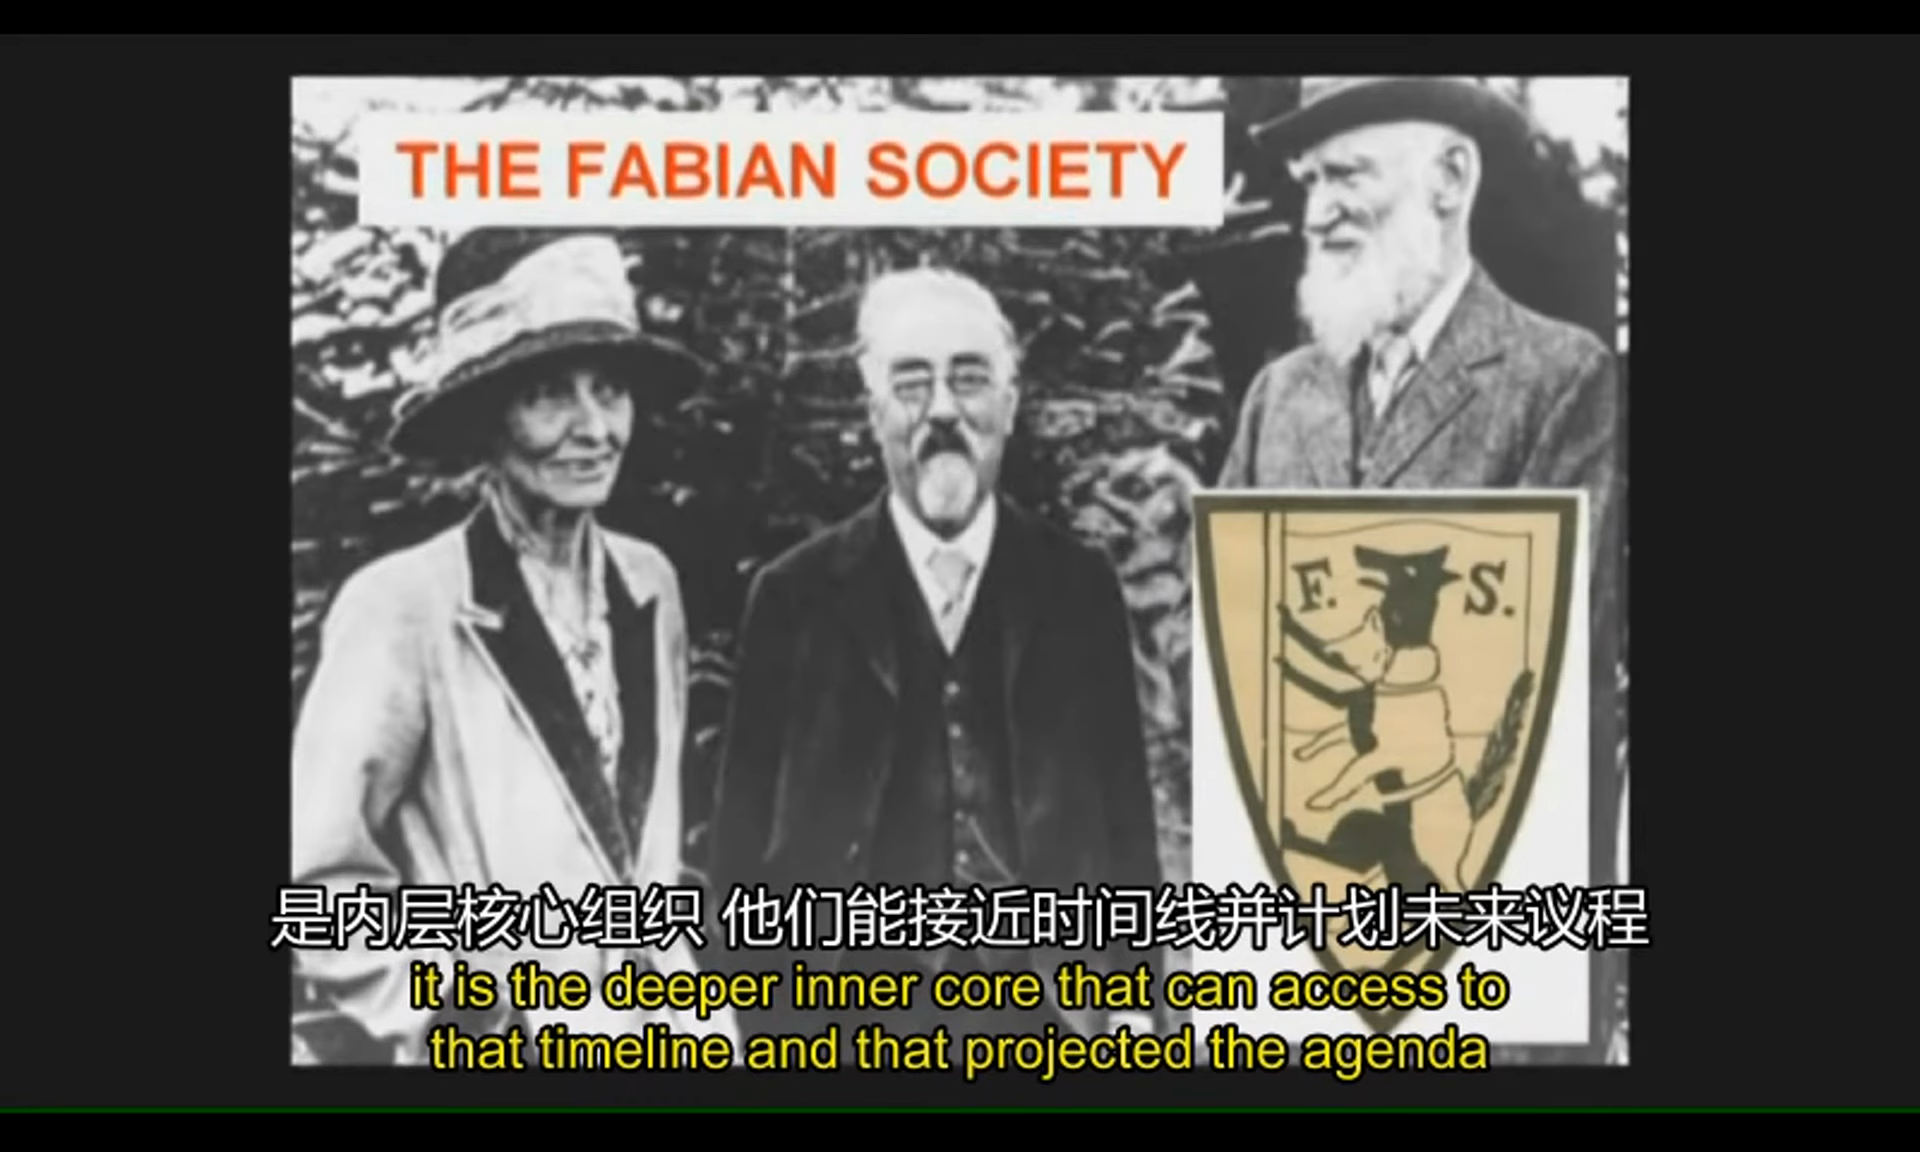 THE FABIAN SOCIETY
F. S.
是内层核心组织 他们能接近时间线并计划未来议程
it is the deeper inner core that can access to
that timeline and that projected the agenda